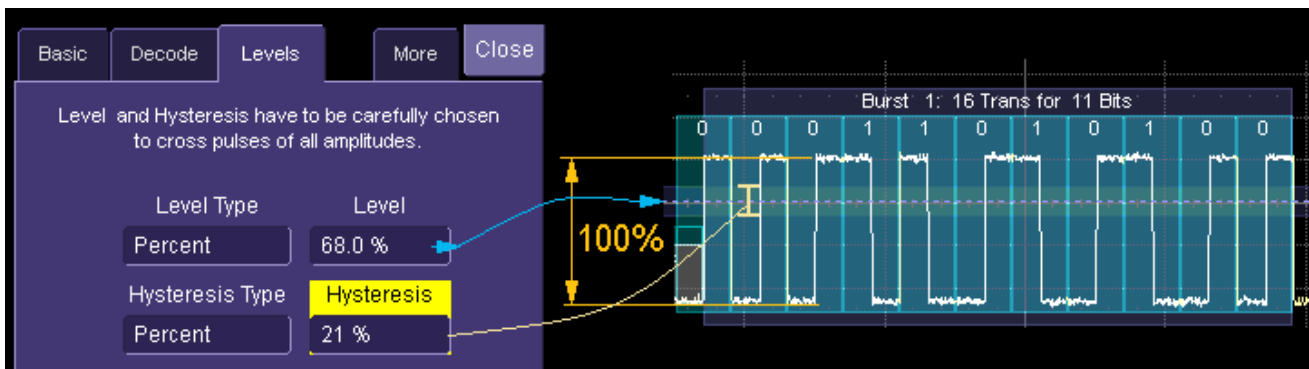 Basic Decode Levels More Close
Level and Hysteresis have to be carefully chosen
to cross pulses of all amplitudes.
Level Type Level
Percent 68.0 %
Hysteresis Type Hysteresis
Percent 21 %
100%
Burst 1: 16 Trans for 11 Bits
0 0 0 1 1 0 1 0 1 0 0